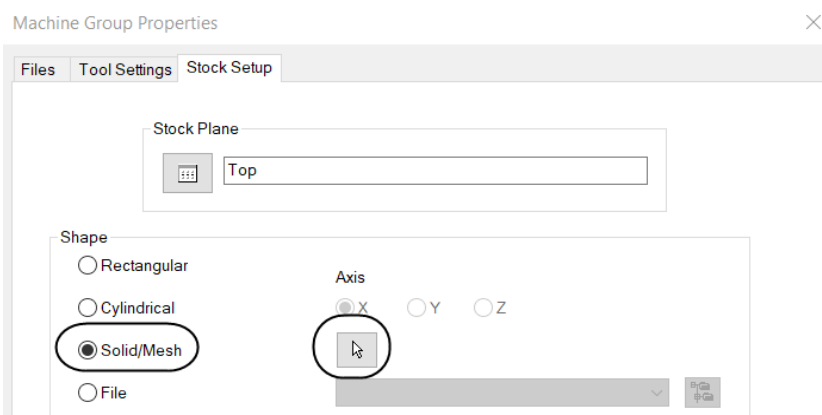 Machine Group Properties
Files Tool Settings Stock Setup
Stock Plane
Top
Shape
Rectangular
Axis
Cylindrical X Y Z
Solid/Mesh
File